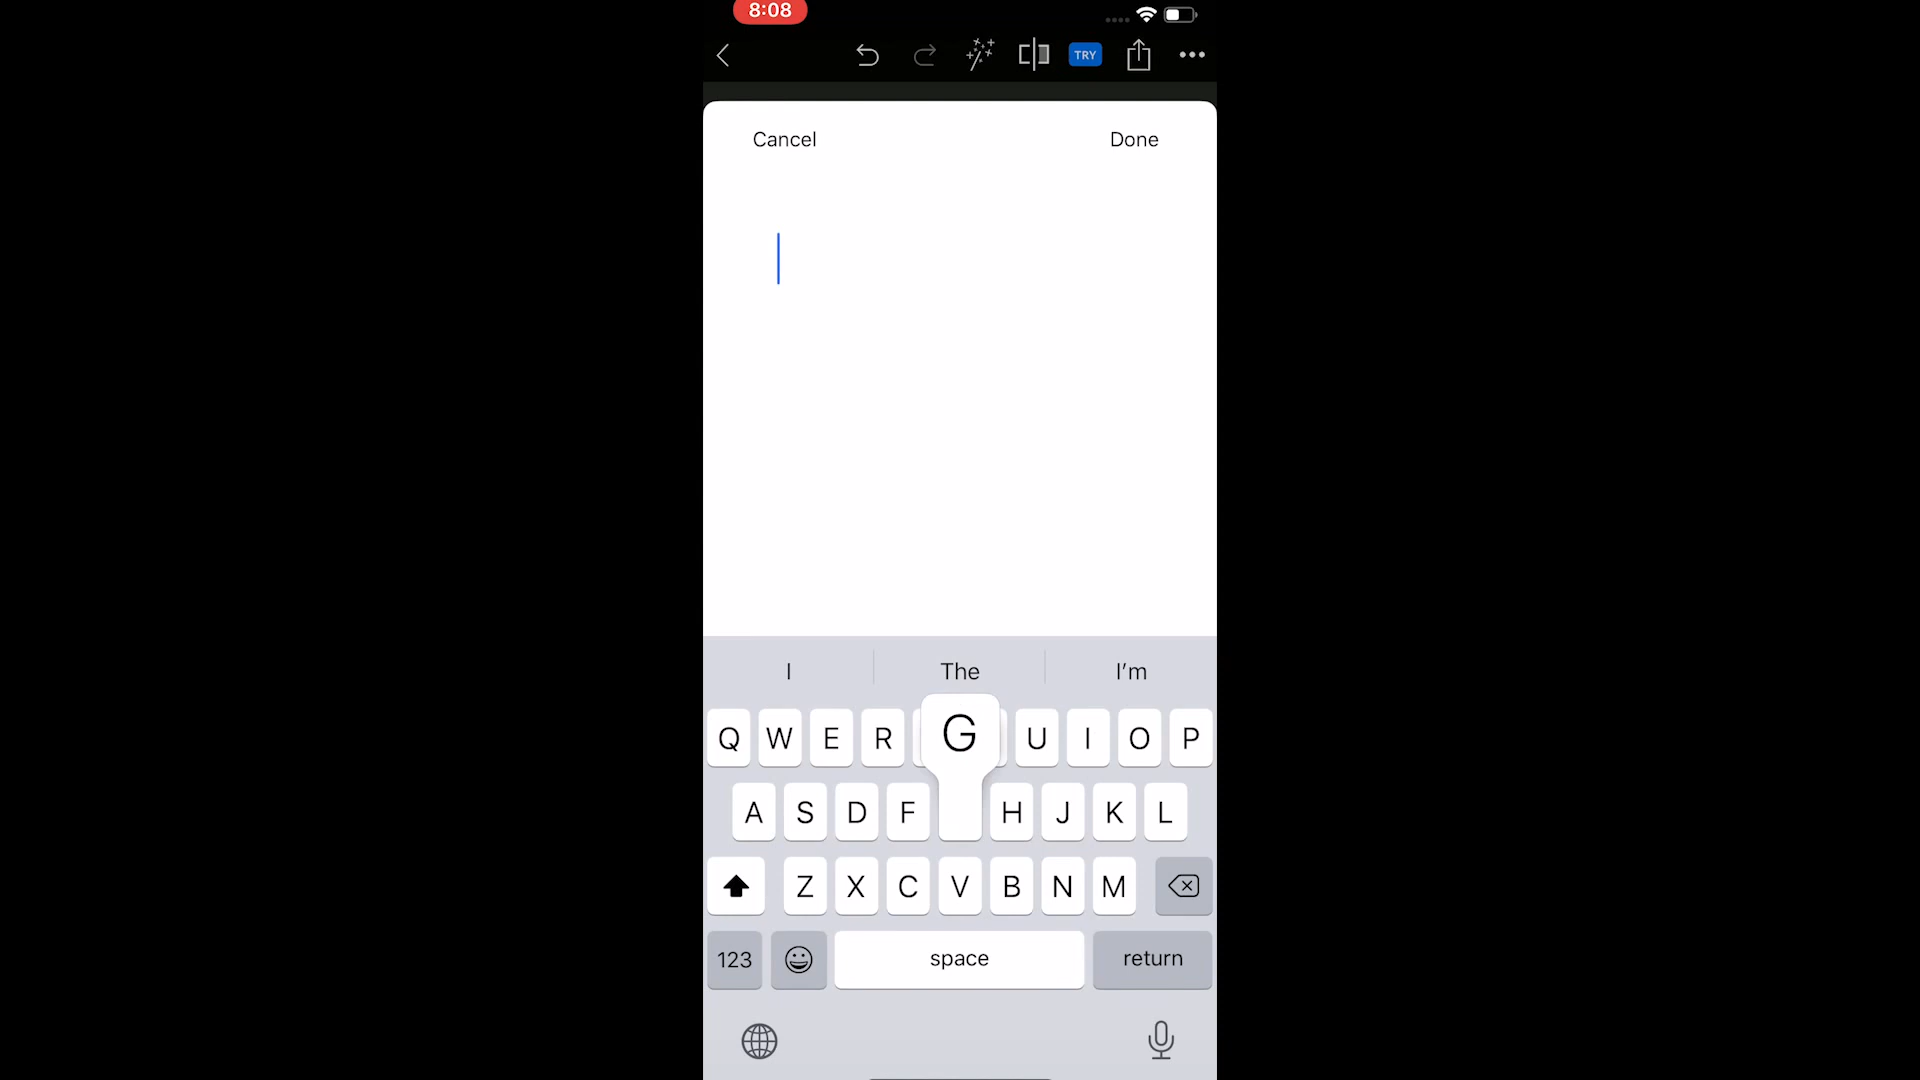 8:08
TRY
Cancel Done
I The I'm
Q W E R G U I O P
A S D F H J K L
Z X C V B N M
123 space return